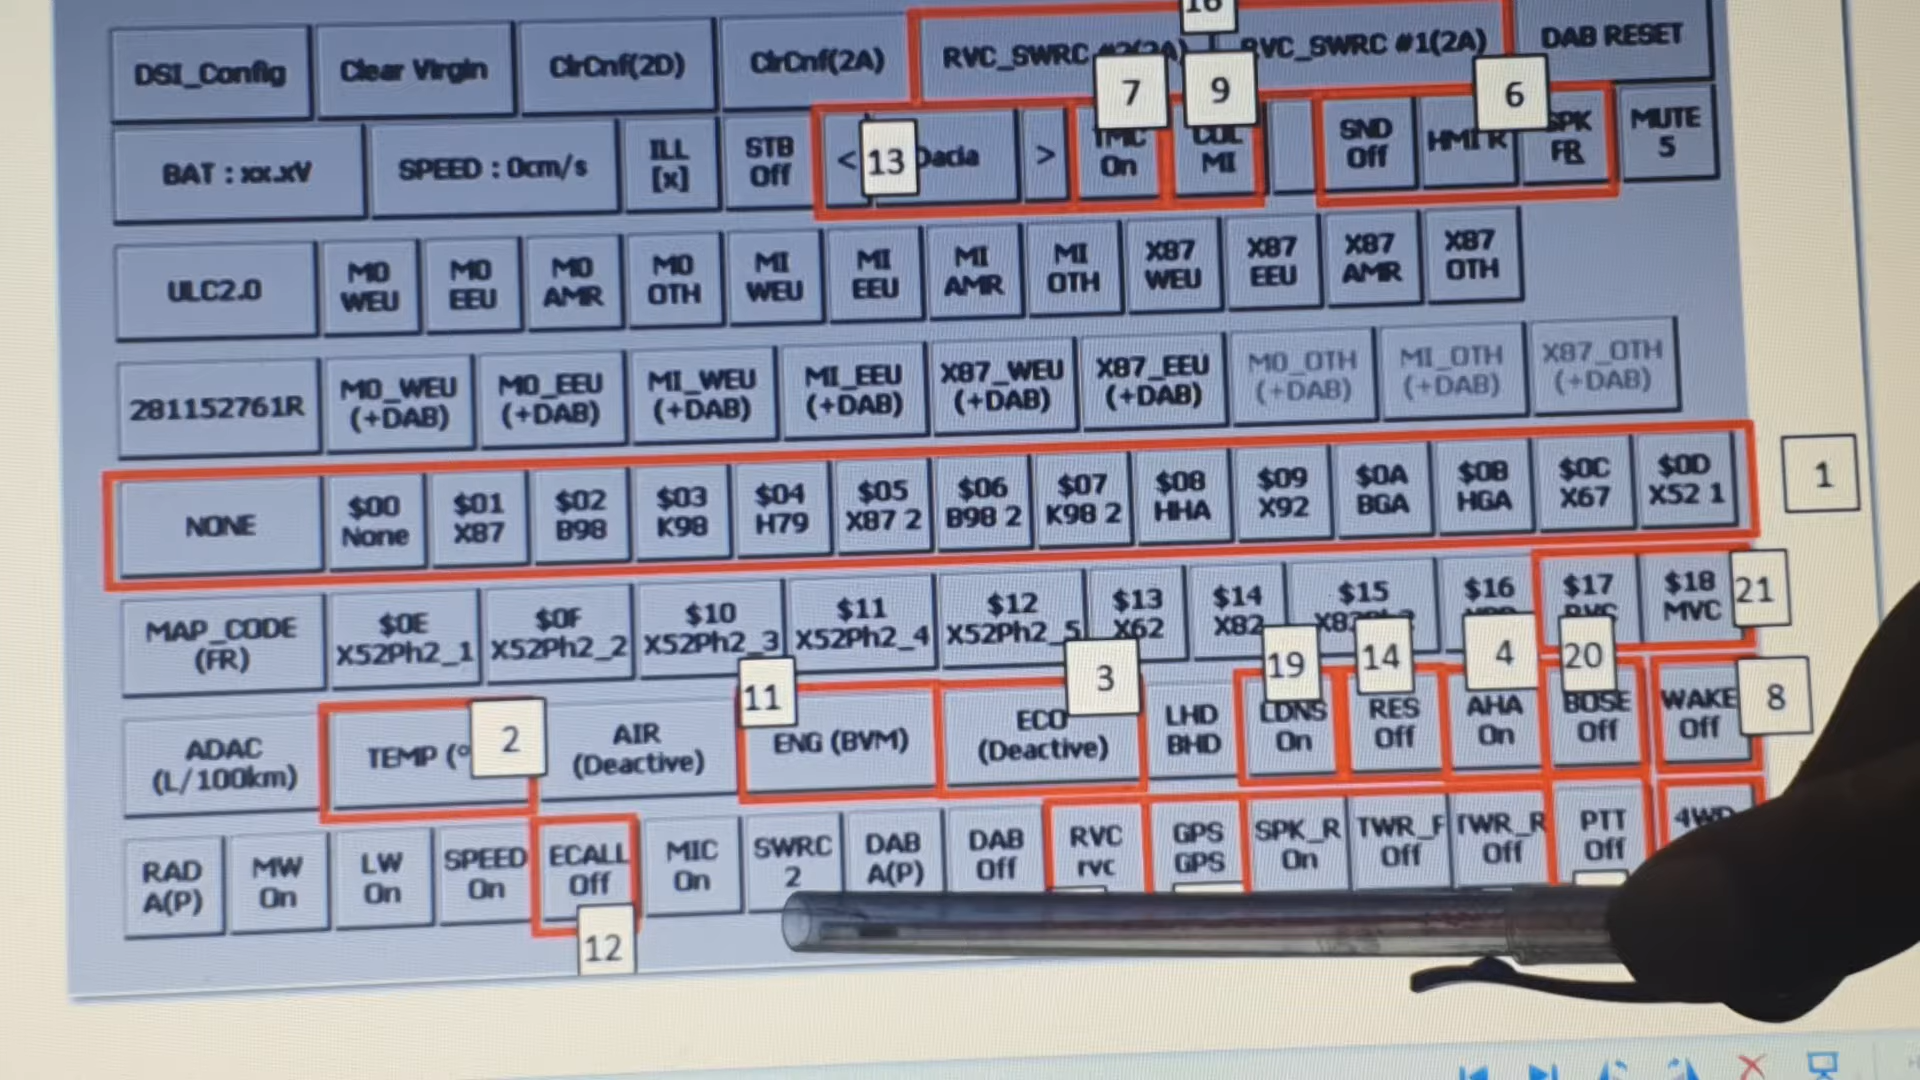 16
DSI_Config Clear Virgin ClrCnf(2D) ClrCnf(2A) RVC_SWRC RVC_SWRC #1(2A) DAB RESET
7 9 6
BAT : xx.xV SPEED : 0cm/s ILL [x] STB Off < 13 Dacia > TMC On MI SND Off SPK FR MUTE 5
ULC2.0 M0 WEU M0 EEU M0 AMR M0 OTH MI WEU MI EEU MI AMR MI OTH X87 WEU X87 EEU X87 AMR X87 OTH
281152761R M0_WEU (+DAB) M0_EEU (+DAB) MI_WEU (+DAB) MI_EEU (+DAB) X87_WEU (+DAB) X87_EEU (+DAB) M0_OTH (+DAB) MI_OTH (+DAB) X87_OTH (+DAB)
NONE $00 None $01 X87 $02 B98 $03 K98 $04 H79 $05 X87 2 $06 B98 2 $07 K98 2 $08 HHA $09 X92 $0A BGA $0B HGA $0C X67 $0D X52 1 1
MAP_CODE (FR) $0E X52Ph2_1 $0F X52Ph2_2 $10 X52Ph2_3 $11 X52Ph2_4 $12 X52Ph2_5 $13 X62 $14 X82 $15 $16 $17 RVC $18 MVC 21
11 3 19 14 4 20
ADAC (L/100km) TEMP (° 2 AIR (Deactive) ENG (BVM) ECO (Deactive) LHD BHD LDNS On RES Off AHA On BOSE Off WAKE Off 8
RAD A(P) MW On LW On SPEED On ECALL Off MIC On SWRC 2 DAB A(P) DAB Off RVC rvc GPS GPS SPK_R On TWR_F Off TWR_R Off PTT Off 4WD
12